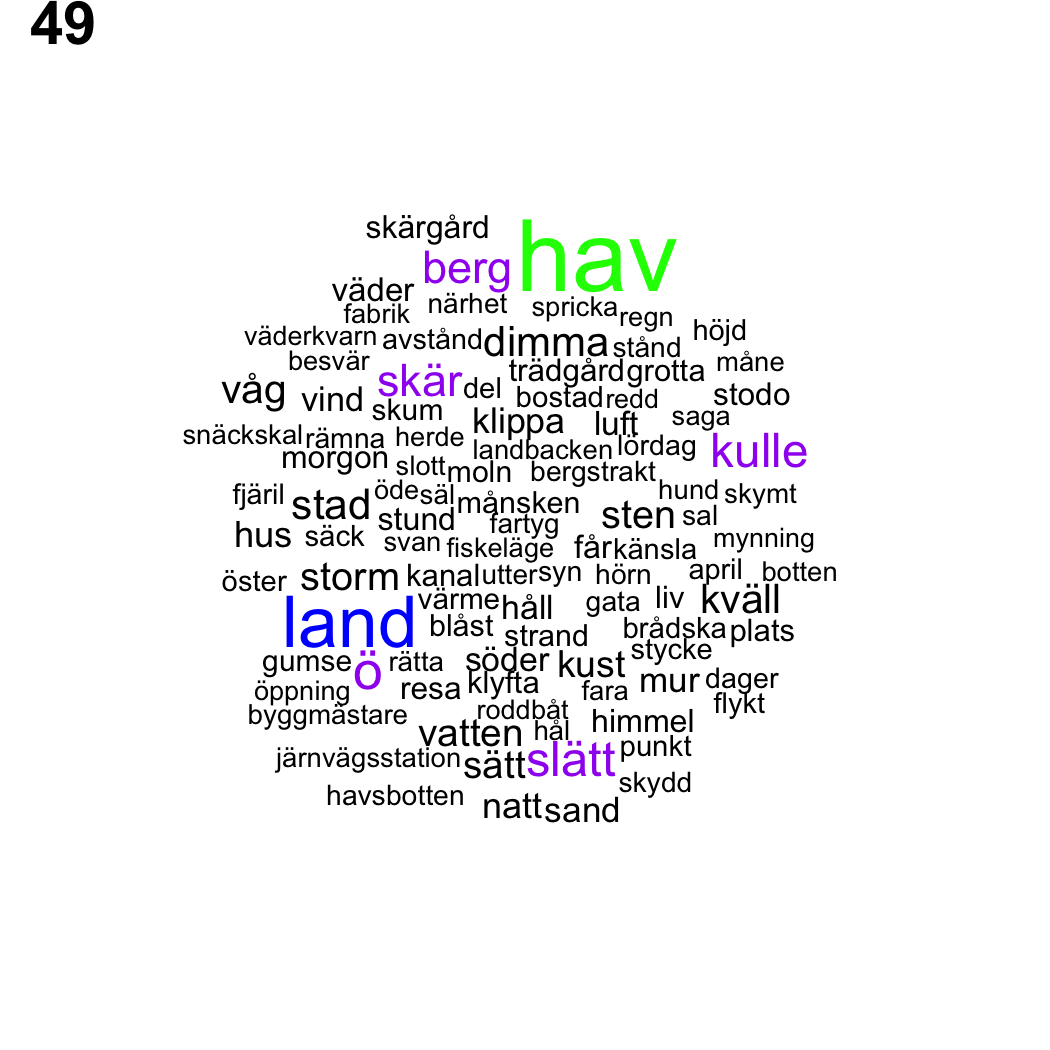 49
skärgård hav
berg
väder
närhet spricka
fabrik regn
väderkvarn avstånd dimma stånd höjd
besvär trädgård grotta måne
våg vind skär del bostad redd stodo
skum klippa luft saga
snäckskal rämna herde landbacken lördag kulle
morgon slott moln bergstrakt
fjäril stad öde säl månsken hund skymt
stund fartyg sten sal
hus säck svan fiskeläge får känsla mynning
öster storm kanal utter syn hörn april botten
land värme håll gata liv kväll
blåst strand brådska plats
gumse ö rätta söder kust stycke
öppning resa klyfta fara mur dager
byggmästare roddbåt flykt
vatten hål himmel
järnvägsstation sätt slätt punkt
havsbotten skydd
natt sand